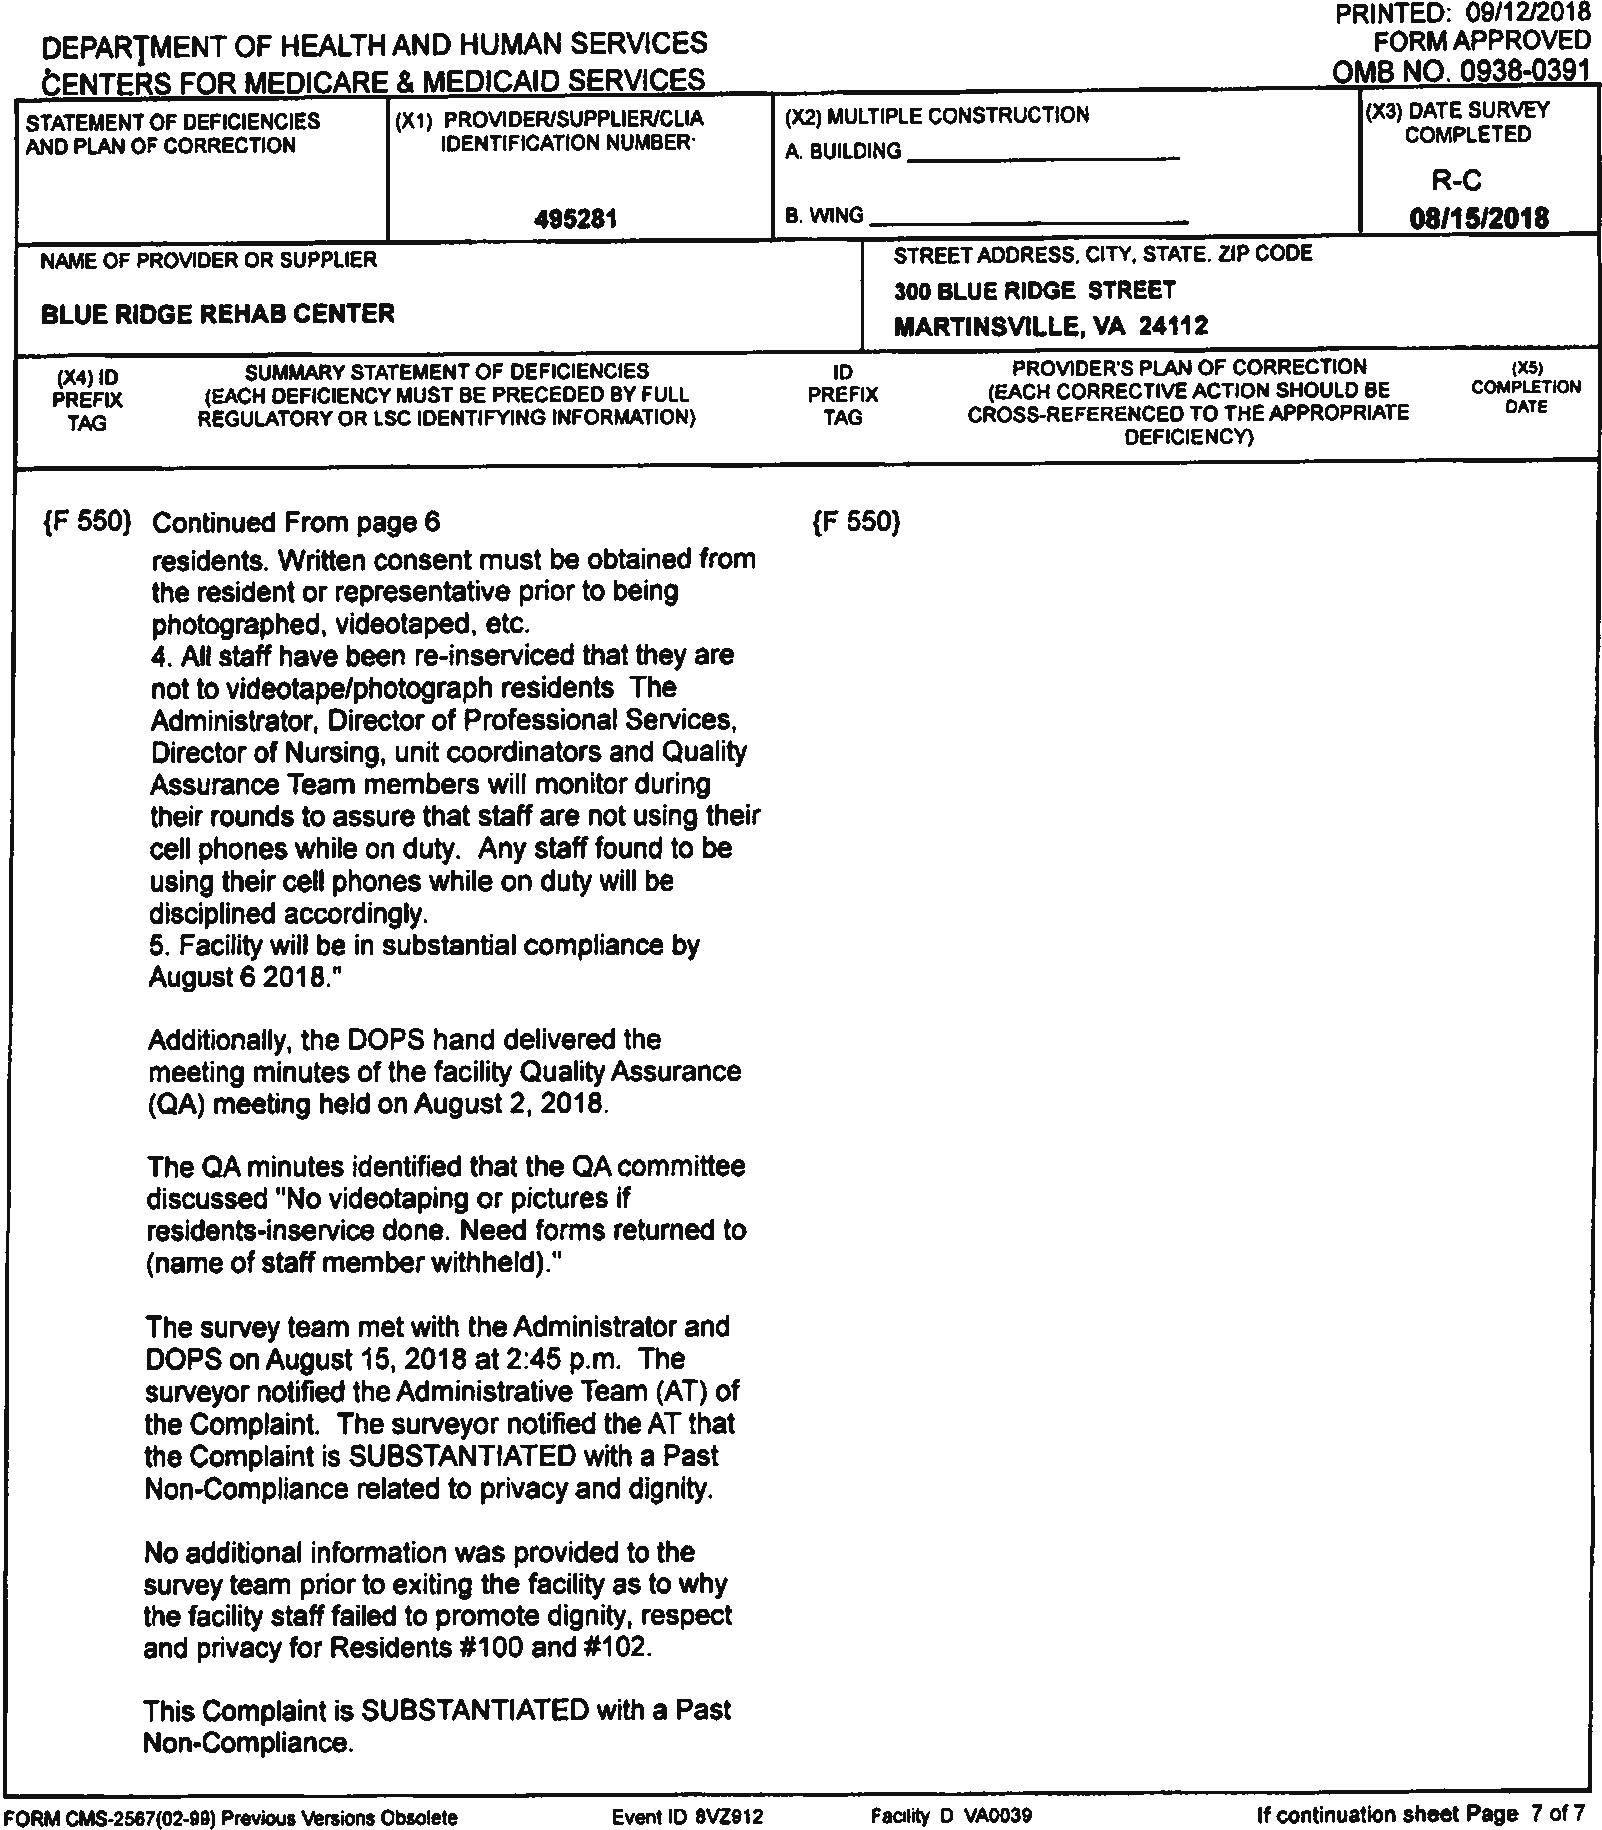 PRINTED: 09/12/2018
DEPARTMENT OF HEALTH AND HUMAN SERVICES
FORM APPROVED
CENTERS FOR MEDICARE & MEDICAID SERVICES
OMB NO. 0938-0391
STATEMENT OF DEFICIENCIES
AND PLAN OF CORRECTION
(X1) PROVIDER/SUPPLIER/CLIA
IDENTIFICATION NUMBER·
495281
(X2) MULTIPLE CONSTRUCTION
A. BUILDING
B. WING
(X3) DATE SURVEY
COMPLETED
R-C
08/15/2018
NAME OF PROVIDER OR SUPPLIER
BLUE RIDGE REHAB CENTER
STREET ADDRESS, CITY, STATE. ZIP CODE
300 BLUE RIDGE STREET
MARTINSVILLE, VA 24112
(X4) ID
PREFIX
TAG
SUMMARY STATEMENT OF DEFICIENCIES
(EACH DEFICIENCY MUST BE PRECEDED BY FULL
REGULATORY OR LSC IDENTIFYING INFORMATION)
ID
PREFIX
TAG
PROVIDER'S PLAN OF CORRECTION
(EACH CORRECTIVE ACTION SHOULD BE
CROSS-REFERENCED TO THE APPROPRIATE
DEFICIENCY)
(X5)
COMPLETION
DATE
{F 550} Continued From page 6
residents. Written consent must be obtained from
the resident or representative prior to being
photographed, videotaped, etc.
4. All staff have been re-inserviced that they are
not to videotape/photograph residents The
Administrator, Director of Professional Services,
Director of Nursing, unit coordinators and Quality
Assurance Team members will monitor during
their rounds to assure that staff are not using their
cell phones while on duty. Any staff found to be
using their cell phones while on duty will be
disciplined accordingly.
5. Facility will be in substantial compliance by
August 6 2018."
Additionally, the DOPS hand delivered the
meeting minutes of the facility Quality Assurance
(QA) meeting held on August 2, 2018.
The QA minutes identified that the QA committee
discussed "No videotaping or pictures if
residents-inservice done. Need forms returned to
(name of staff member withheld)."
The survey team met with the Administrator and
DOPS on August 15, 2018 at 2:45 p.m. The
surveyor notified the Administrative Team (AT) of
the Complaint. The surveyor notified the AT that
the Complaint is SUBSTANTIATED with a Past
Non-Compliance related to privacy and dignity.
No additional information was provided to the
survey team prior to exiting the facility as to why
the facility staff failed to promote dignity, respect
and privacy for Residents #100 and #102.
This Complaint is SUBSTANTIATED with a Past
Non-Compliance.
{F 550}
FORM CMS-2567(02-99) Previous Versions Obsolete
Event ID 8VZ912
Facility D VA0039
If continuation sheet Page 7 of 7